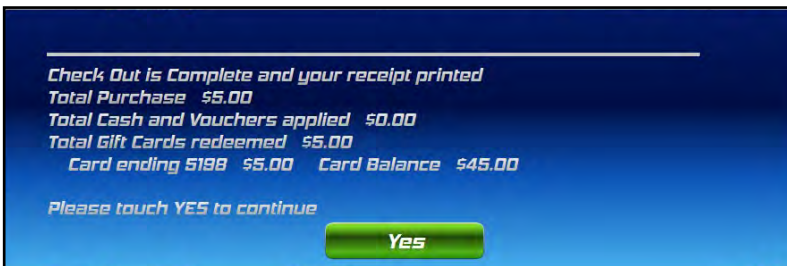 Check Out is Complete and your receipt printed
Total Purchase $5.00
Total Cash and Vouchers applied $0.00
Total Gift Cards redeemed $5.00
Card ending 5198 $5.00 Card Balance $45.00
Please touch YES to continue
Yes